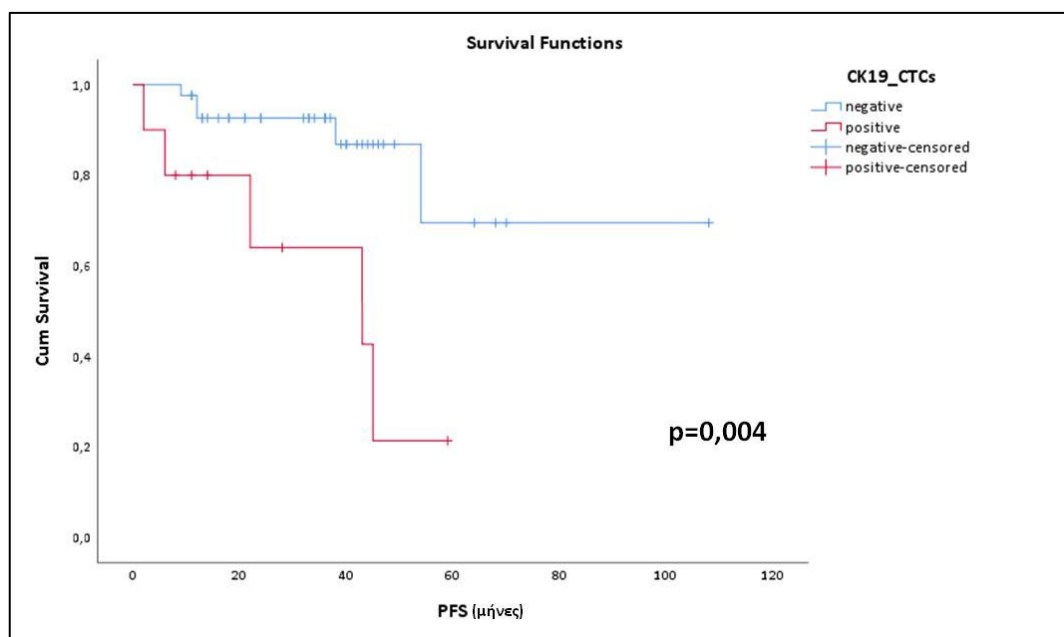 Survival Functions
CK19_CTCs
negative
positive
negative-censored
positive-censored
Cum Survival
1,0
0,8
0,6
0,4
0,2
0,0
p=0,004
0 20 40 60 80 100 120
PFS (μήνες)